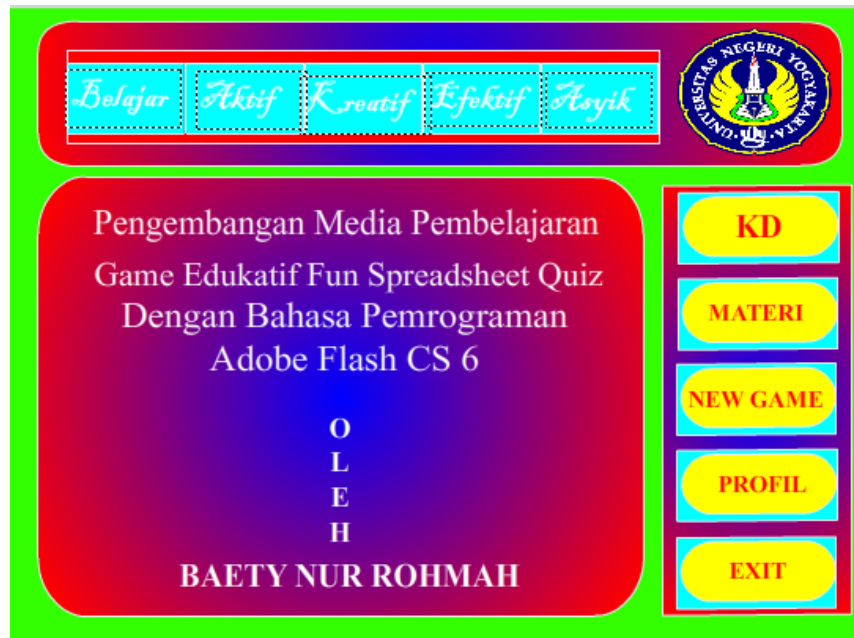 Belajar Aktif Kreatif Efektif Asyik
UNIVERSITAS NEGERI YOGYAKARTA
Pengembangan Media Pembelajaran
Game Edukatif Fun Spreadsheet Quiz
Dengan Bahasa Pemrograman
Adobe Flash CS 6
O
L
E
H
BAETY NUR ROHMAH
KD
MATERI
NEW GAME
PROFIL
EXIT